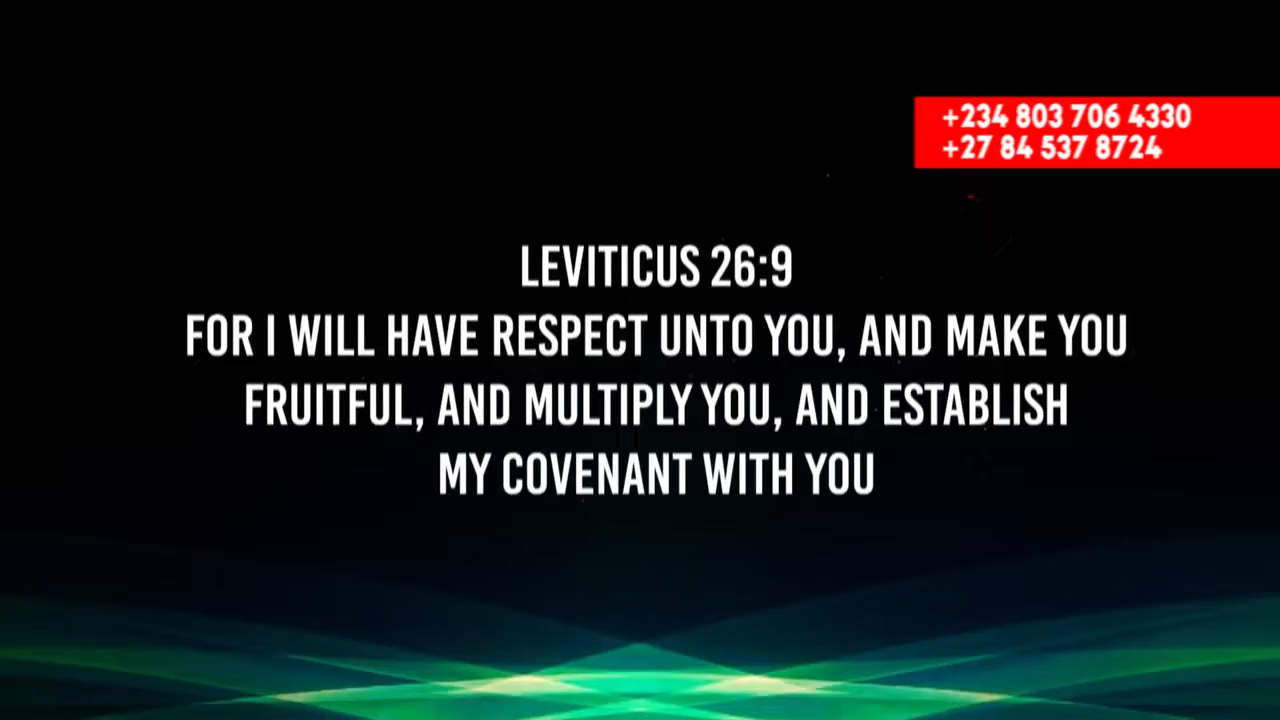 +234 803 706 4330
+27 84 537 8724
LEVITICUS 26:9
FOR I WILL HAVE RESPECT UNTO YOU, AND MAKE YOU
FRUITFUL, AND MULTIPLY YOU, AND ESTABLISH
MY COVENANT WITH YOU